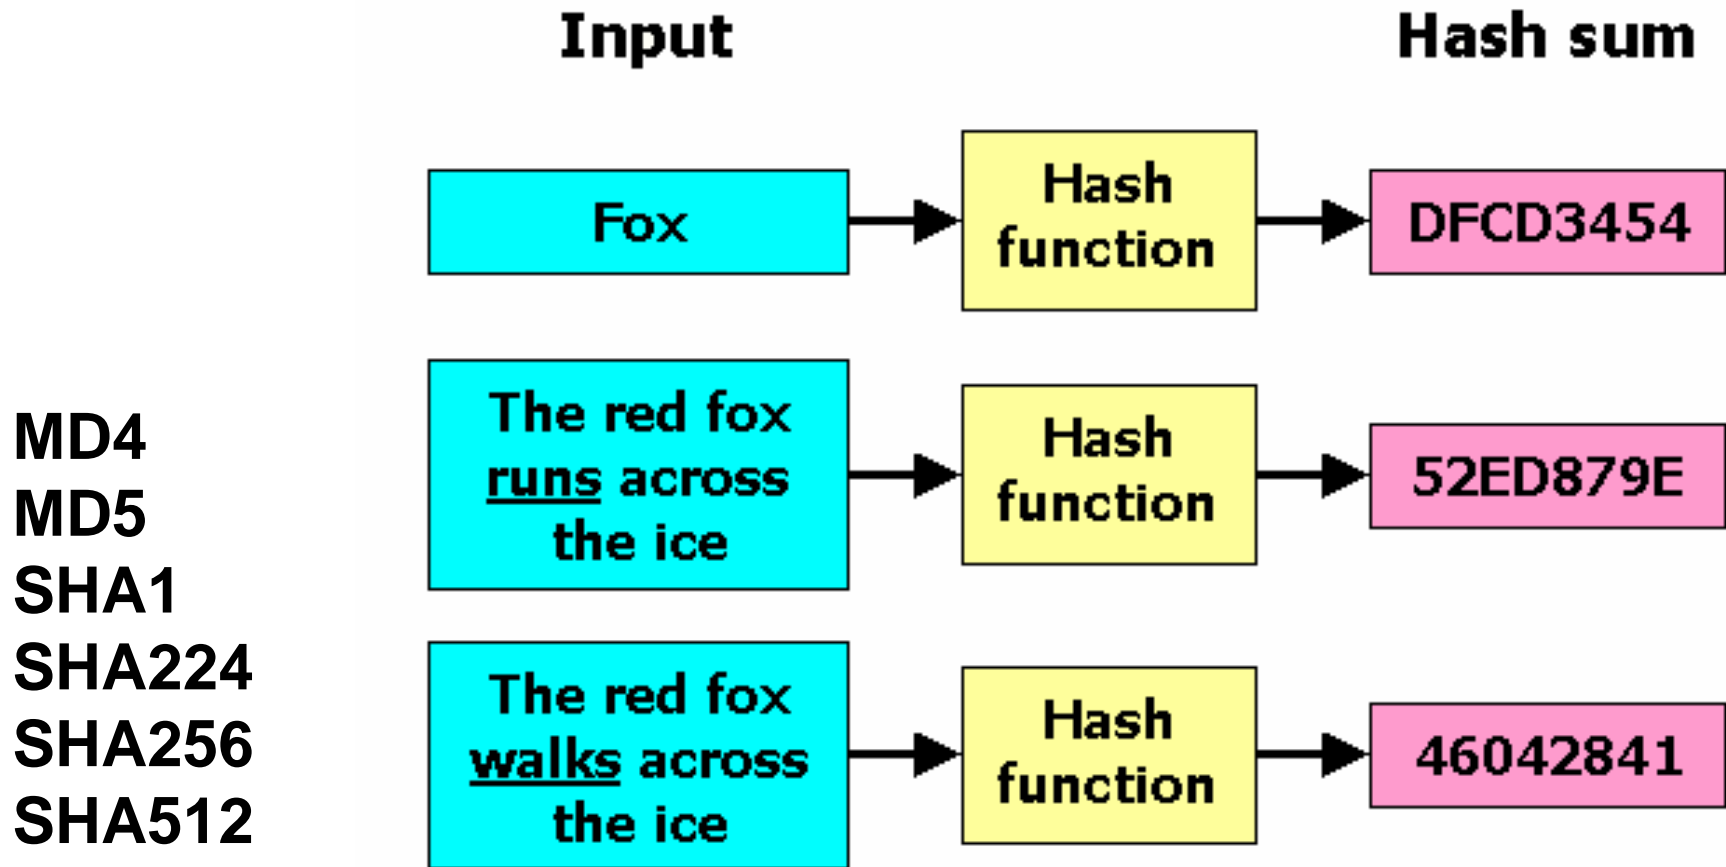 Input
Hash sum
Fox
Hash
function
DFCD3454
The red fox
runs across
the ice
Hash
function
52ED879E
The red fox
walks across
the ice
Hash
function
46042841
MD4
MD5
SHA1
SHA224
SHA256
SHA512